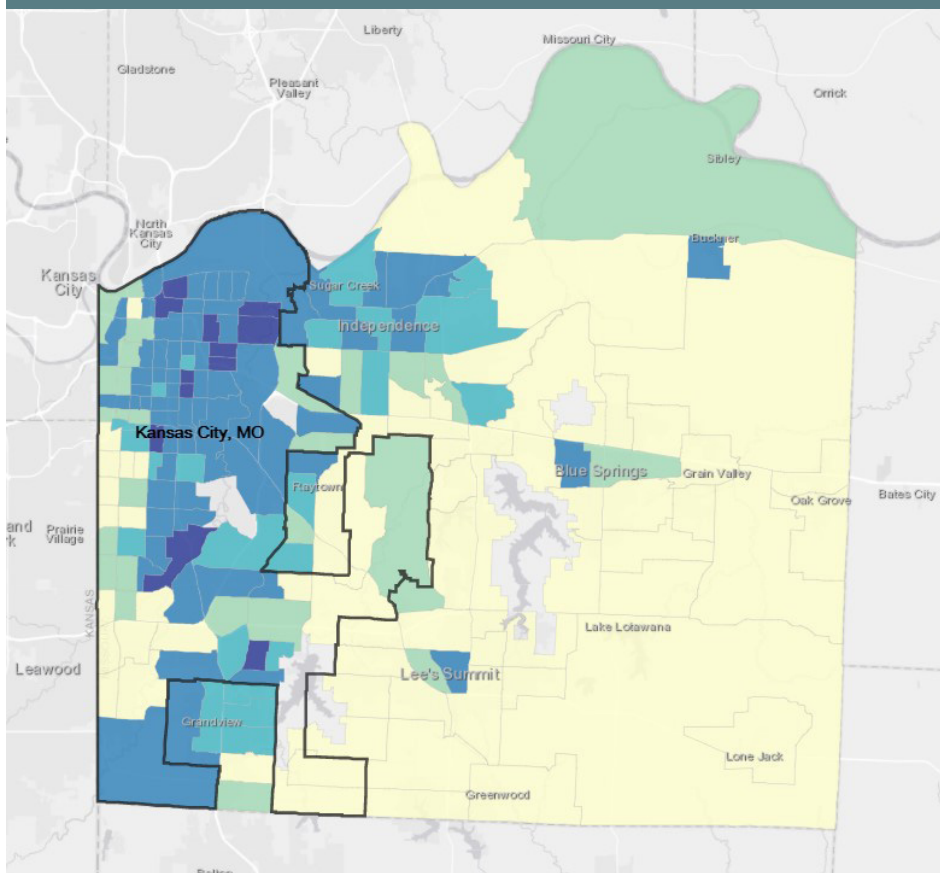 Liberty
Missouri City
Gladstone
Pleasant
Valley
Orrick
Sibley
North
Kansas
City
Buckner
Kansas
City
Sugar Creek
Independence
Kansas City, MO
Blue Springs
Grain Valley
Raytown
Oak Grove
Bates City
Prairie
Village
KANSAS
Lake Lotawana
Leawood
Lee's Summit
Grandview
Lone Jack
Greenwood